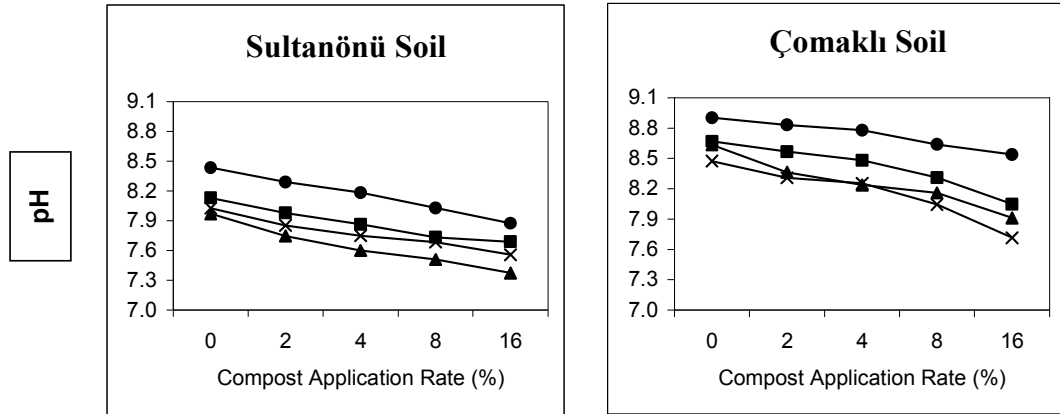 Sultanönü Soil
pH
9.1
8.8
8.5
8.2
7.9
7.6
7.3
7.0
0 2 4 8 16
Compost Application Rate (%)
Çomaklı Soil
9.1
8.8
8.5
8.2
7.9
7.6
7.3
7.0
0 2 4 8 16
Compost Application Rate (%)